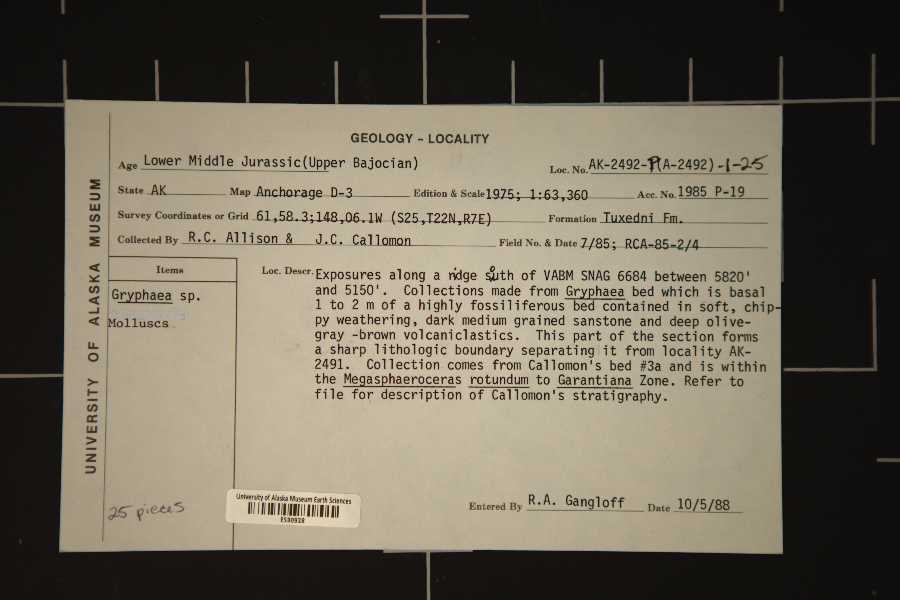 GEOLOGY - LOCALITY
Age Lower Middle Jurassic(Upper Bajocian)
Loc. No. AK-2492-P(A-2492)-1-25
State AK Map Anchorage D-3 Edition & Scale 1975; 1:63,360 Acc. No. 1985 P-19
Survey Coordinates or Grid 61,58.3;148,06.1W (S25,T22N,R7E) Formation Tuxedni Fm.
Collected By R.C. Allison & J.C. Callomon Field No. & Date 7/85; RCA-85-2/4
UNIVERSITY OF ALASKA MUSEUM
Items
Gryphaea sp.
Molluscs
25 pieces
Loc. Descr. Exposures along a ridge south of VABM SNAG 6684 between 5820'
and 5150'. Collections made from Gryphaea bed which is basal
1 to 2 m of a highly fossiliferous bed contained in soft, chip-
py weathering, dark medium grained sanstone and deep olive-
gray -brown volcaniclastics. This part of the section forms
a sharp lithologic boundary separating it from locality AK-
2491. Collection comes from Callomon's bed #3a and is within
the Megasphaeroceras rotundum to Garantiana Zone. Refer to
file for description of Callomon's stratigraphy.
University of Alaska Museum Earth Sciences
Entered By R.A. Gangloff Date 10/5/88